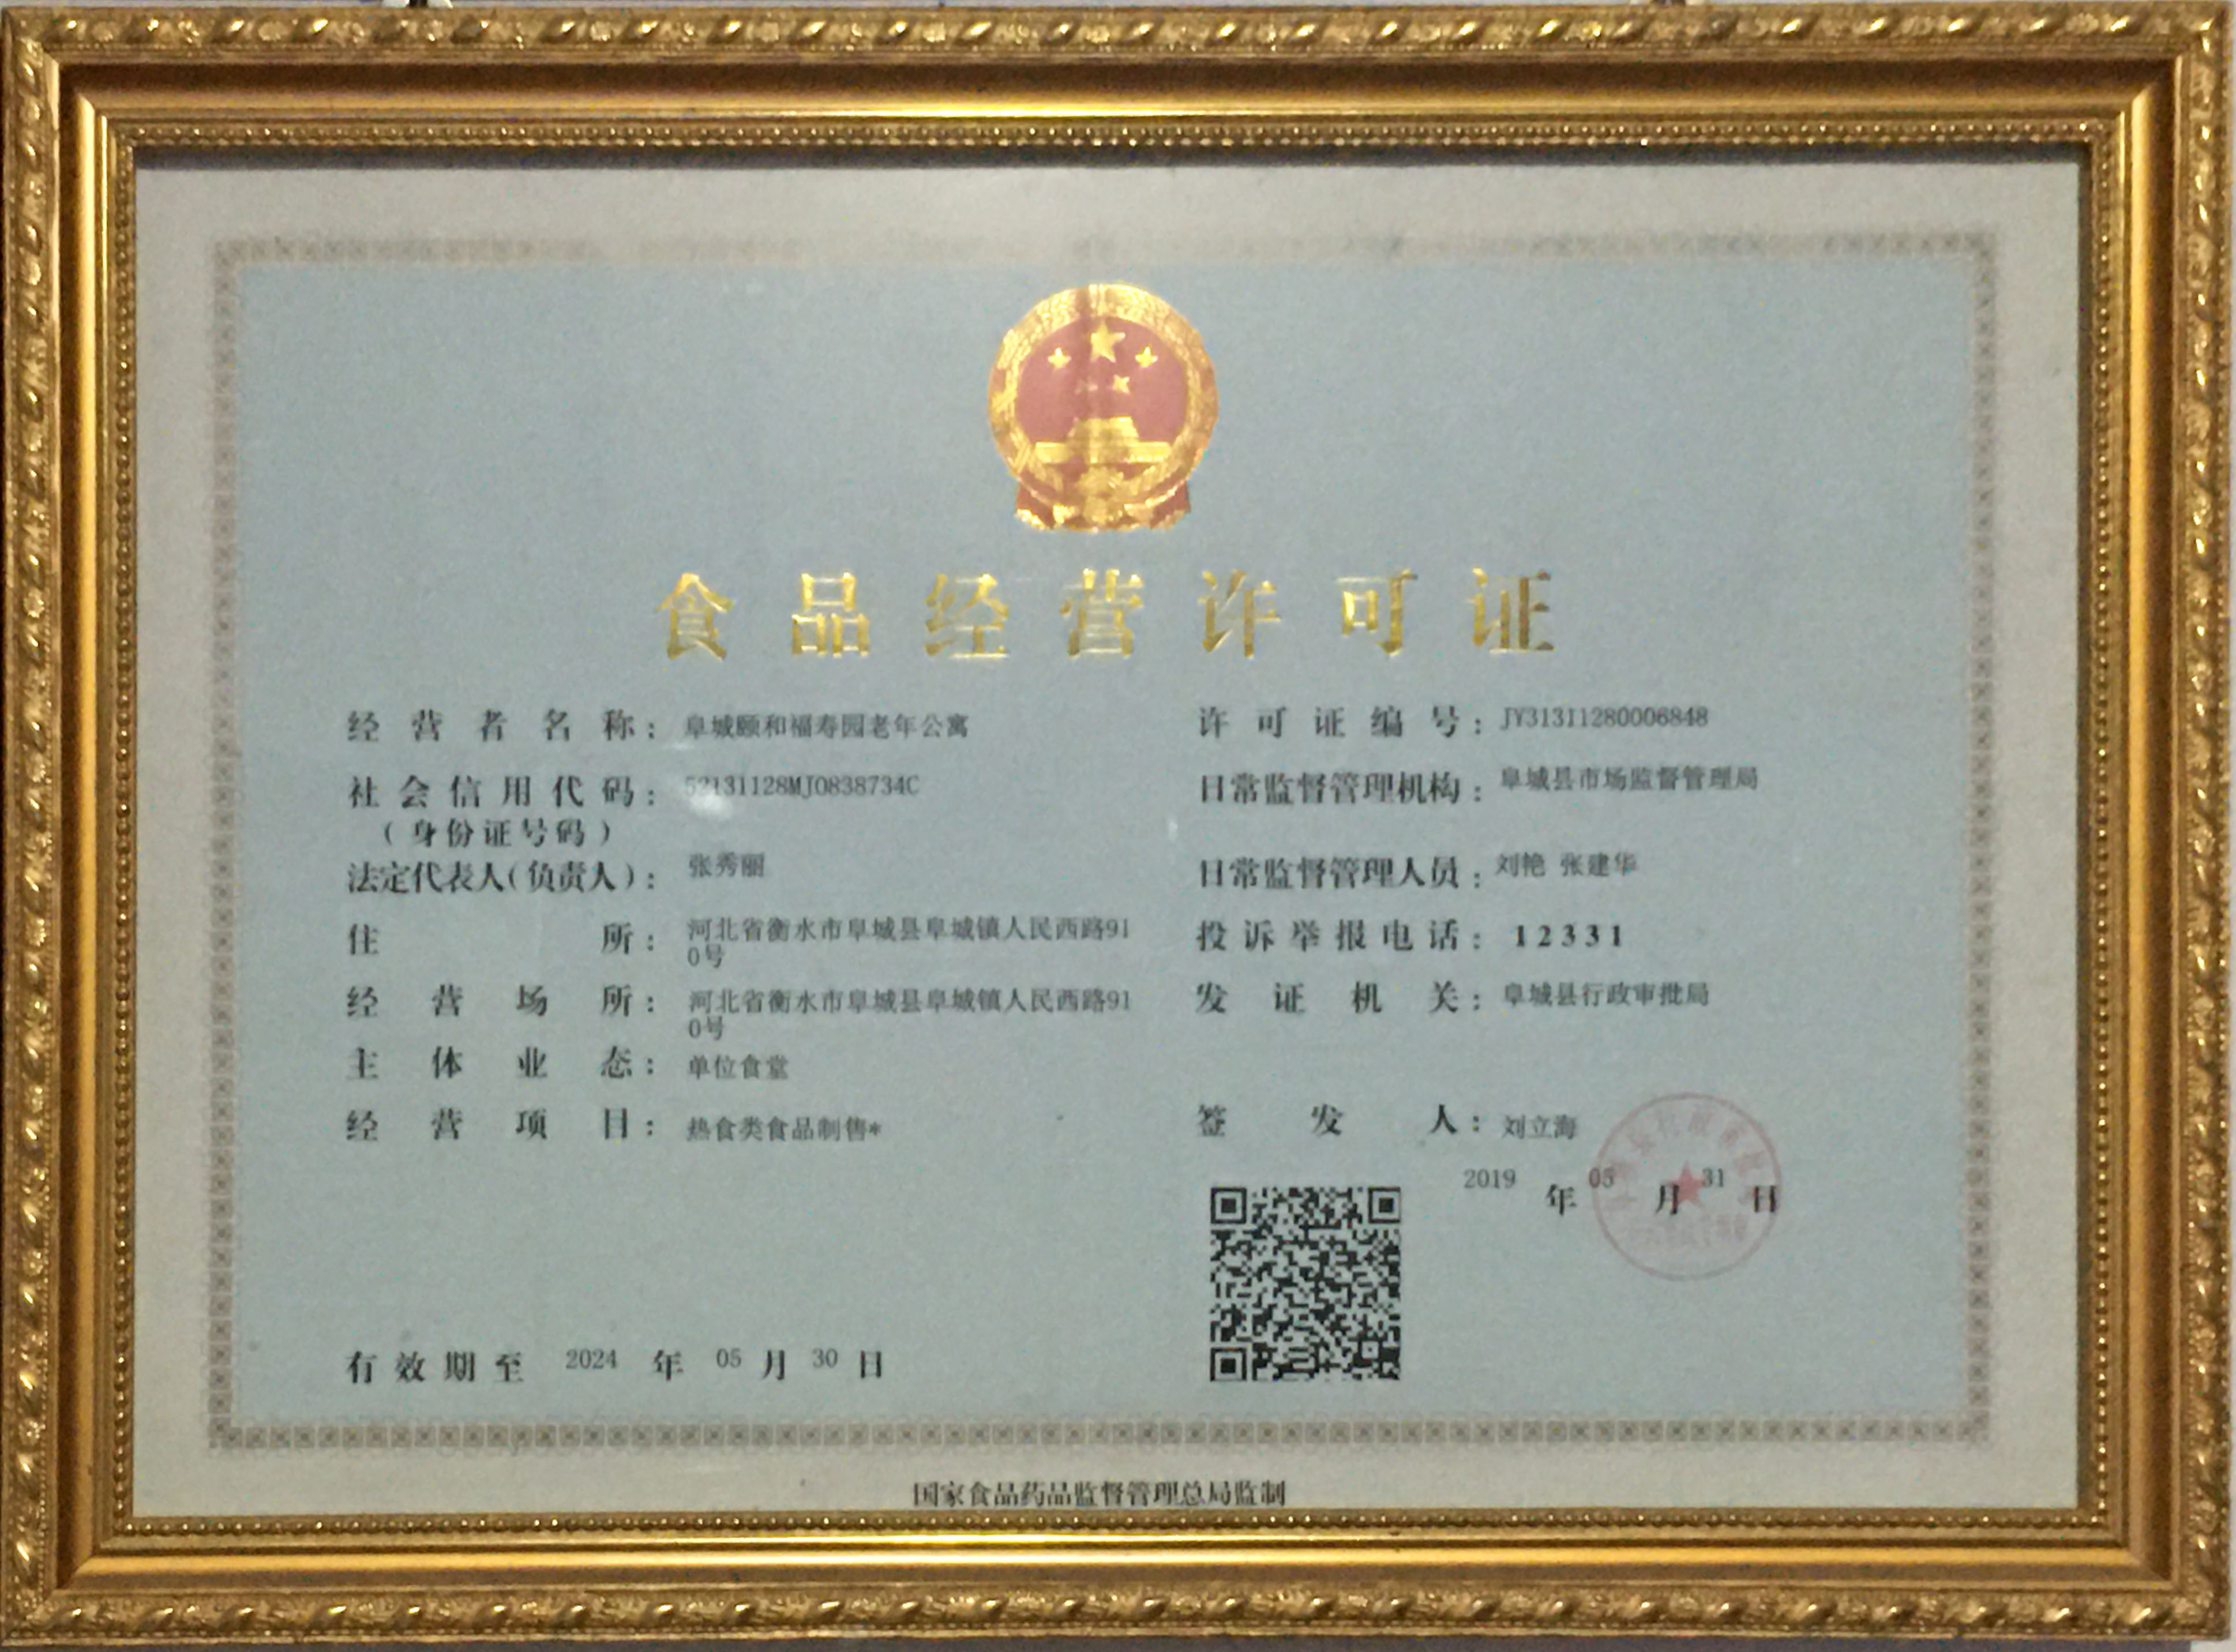 食品经营许可证
经营者名称：阜城颐和福寿园老年公寓
社会信用代码：52131128MJ0838734C
（身份证号码）
法定代表人(负责人)：张秀丽
住所：河北省衡水市阜城县阜城镇人民西路91
0号
经营场所：河北省衡水市阜城县阜城镇人民西路91
0号
主体业态：单位食堂
经营项目：热食类食品制售*
有效期至 2024 年 05 月 30 日
许可证编号：JY31311280006848
日常监督管理机构：阜城县市场监督管理局
日常监督管理人员：刘艳 张建华
投诉举报电话：12331
发证机关：阜城县行政审批局
签发人：刘立海
2019 年 05 月 31 日
国家食品药品监督管理总局监制